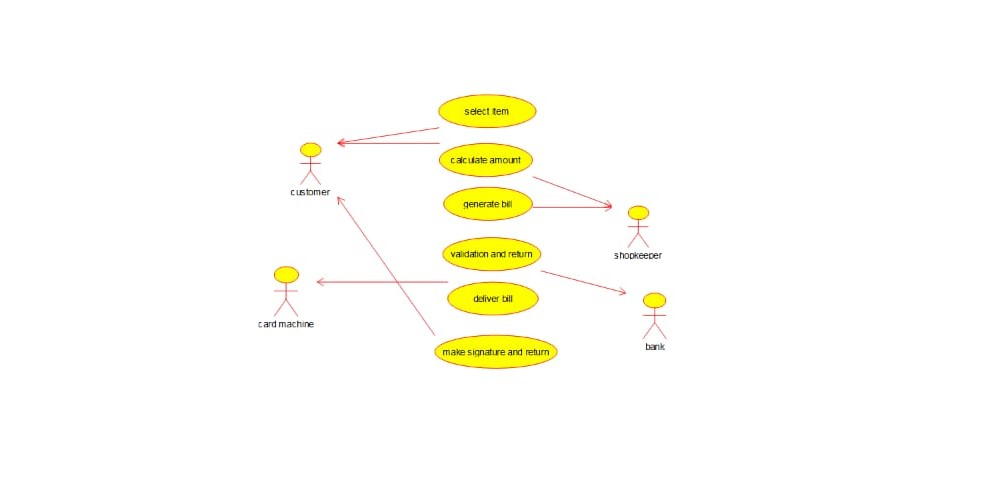 select item
calculate amount
customer
generate bill
validation and return
shopkeeper
deliver bill
card machine
bank
make signature and return